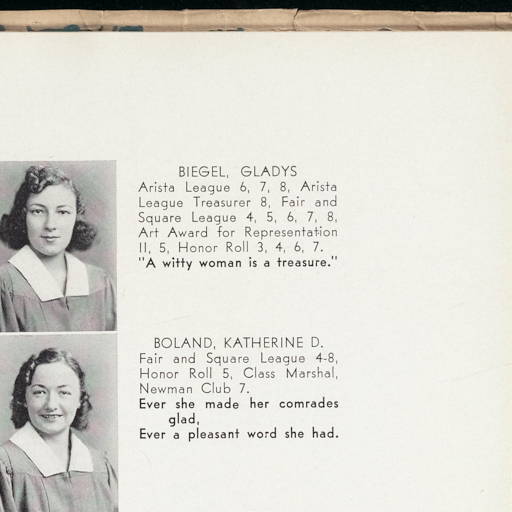 BIEGEL, GLADYS
Arista League 6, 7, 8, Arista
League Treasurer 8, Fair and
Square League 4, 5, 6, 7, 8,
Art Award for Representation
II, 5, Honor Roll 3, 4, 6, 7.
"A witty woman is a treasure."
BOLAND, KATHERINE D.
Fair and Square League 4-8,
Honor Roll 5, Class Marshal,
Newman Club 7.
Ever she made her comrades
glad,
Ever a pleasant word she had.